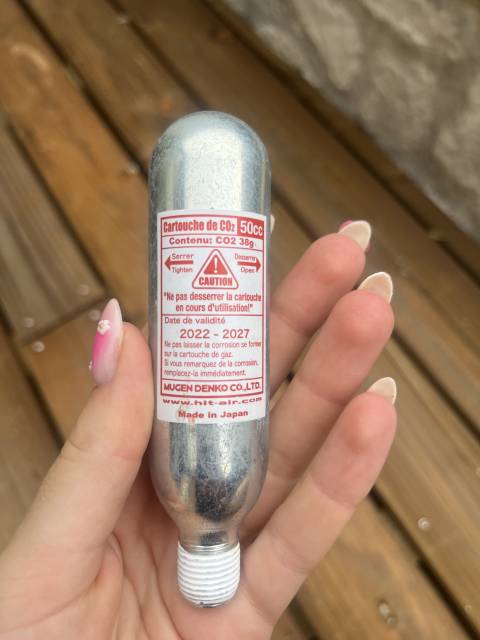 Cartouche de CO2 50cc
Contenu: CO2 38g
Serrer Desserrer
Tighten Open
CAUTION
"Ne pas desserrer la cartouche
en cours d'utilisation!"
Date de validité
2022 - 2027
Ne pas laisser la corrosion se former
sur la cartouche de gaz.
Si vous remarquez de la corrosion,
remplacez-la immédiatement.
MUGEN DENKO CO.,LTD.
www.hit-air.com
Made in Japan